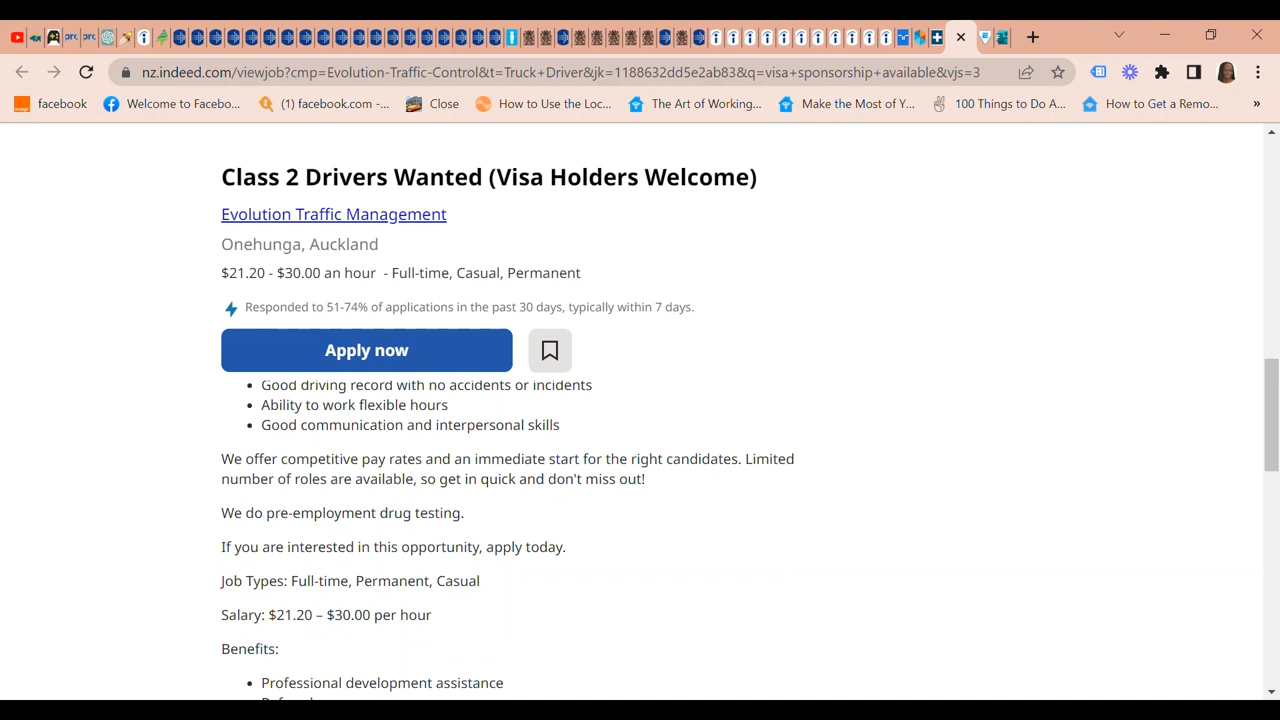 nz.indeed.com/viewjob?cmp=Evolution-Traffic-Control&t=Truck+Driver&jk=1188632dd5e2ab83&q=visa+sponsorship+available&vjs=3
facebook Welcome to Facebo... (1) facebook.com -... Close How to Use the Loc... The Art of Working... Make the Most of Y... 100 Things to Do A... How to Get a Remo... »
Class 2 Drivers Wanted (Visa Holders Welcome)
Evolution Traffic Management
Onehunga, Auckland
$21.20 - $30.00 an hour - Full-time, Casual, Permanent
Responded to 51-74% of applications in the past 30 days, typically within 7 days.
Apply now
• Good driving record with no accidents or incidents
• Ability to work flexible hours
• Good communication and interpersonal skills
We offer competitive pay rates and an immediate start for the right candidates. Limited
number of roles are available, so get in quick and don't miss out!
We do pre-employment drug testing.
If you are interested in this opportunity, apply today.
Job Types: Full-time, Permanent, Casual
Salary: $21.20 – $30.00 per hour
Benefits:
• Professional development assistance